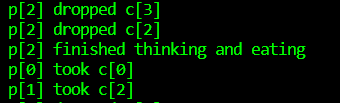 p[2] dropped c[3]
p[2] dropped c[2]
p[2] finished thinking and eating
p[0] took c[0]
p[1] took c[2]